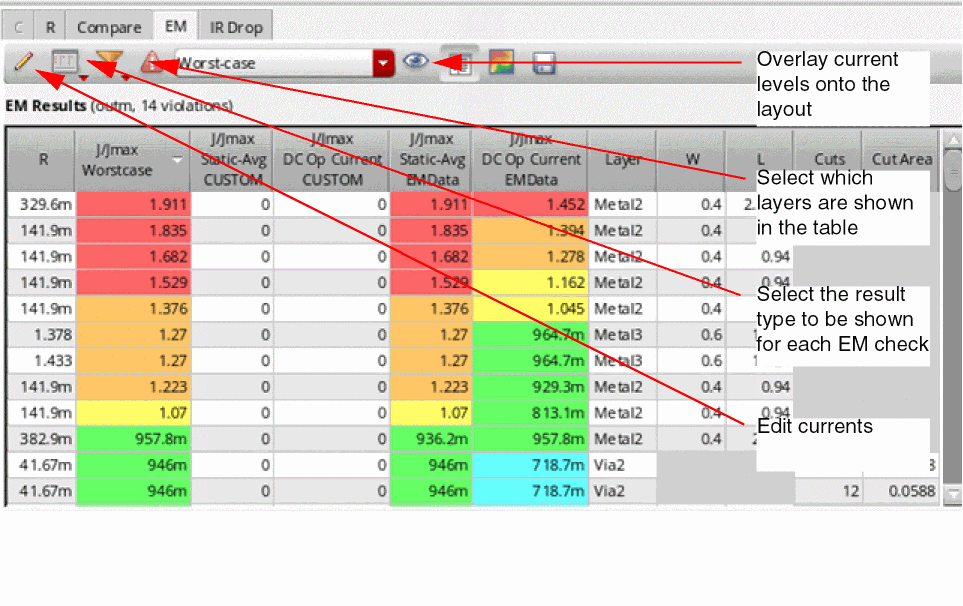 C R Compare EM IR Drop
Worst-case
Overlay current
levels onto the
layout
EM Results (outm, 14 violations)
R J/Jmax Worstcase J/Jmax Static-Avg CUSTOM J/Jmax DC Op Current CUSTOM J/Jmax Static-Avg EMData J/Jmax DC Op Current EMData Layer W L Cuts Cut Area
Select which
layers are shown
in the table
329.6m 1.911 0 0 1.911 1.452 Metal2 0.4 2.
141.9m 1.835 0 0 1.835 1.394 Metal2 0.4
141.9m 1.682 0 0 1.682 1.278 Metal2 0.4 0.94
141.9m 1.529 0 0 1.529 1.162 Metal2 0.4 0.94
Select the result
type to be shown
for each EM check
141.9m 1.376 0 0 1.376 1.045 Metal2 0.4
1.378 1.27 0 0 1.27 964.7m Metal3 0.6
1.433 1.27 0 0 1.27 964.7m Metal3 0.6
141.9m 1.223 0 0 1.223 929.3m Metal2 0.4 0.94
141.9m 1.07 0 0 1.07 813.1m Metal2 0.4 0.94
Edit currents
382.9m 957.8m 0 0 936.2m 957.8m Metal2 0.4
41.67m 946m 0 0 946m 718.7m Via2
41.67m 946m 0 0 946m 718.7m Via2 12 0.0588